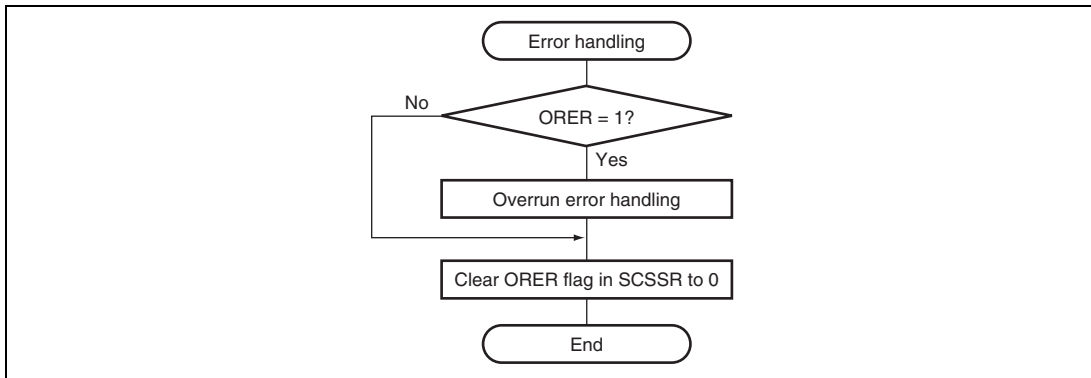 Error handling
ORER = 1?
No
Yes
Overrun error handling
Clear ORER flag in SCSSR to 0
End